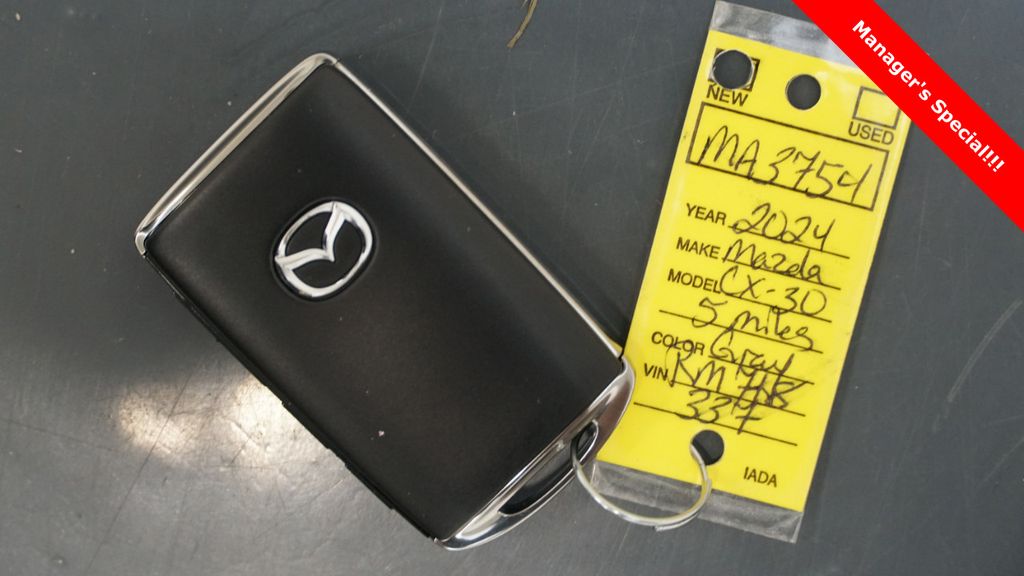 Manager's Special!!!
NEW
USED
MA3754
YEAR 2024
MAKE Mazda
MODEL CX-30
5 miles
COLOR Gray
VIN. RM
337
IADA